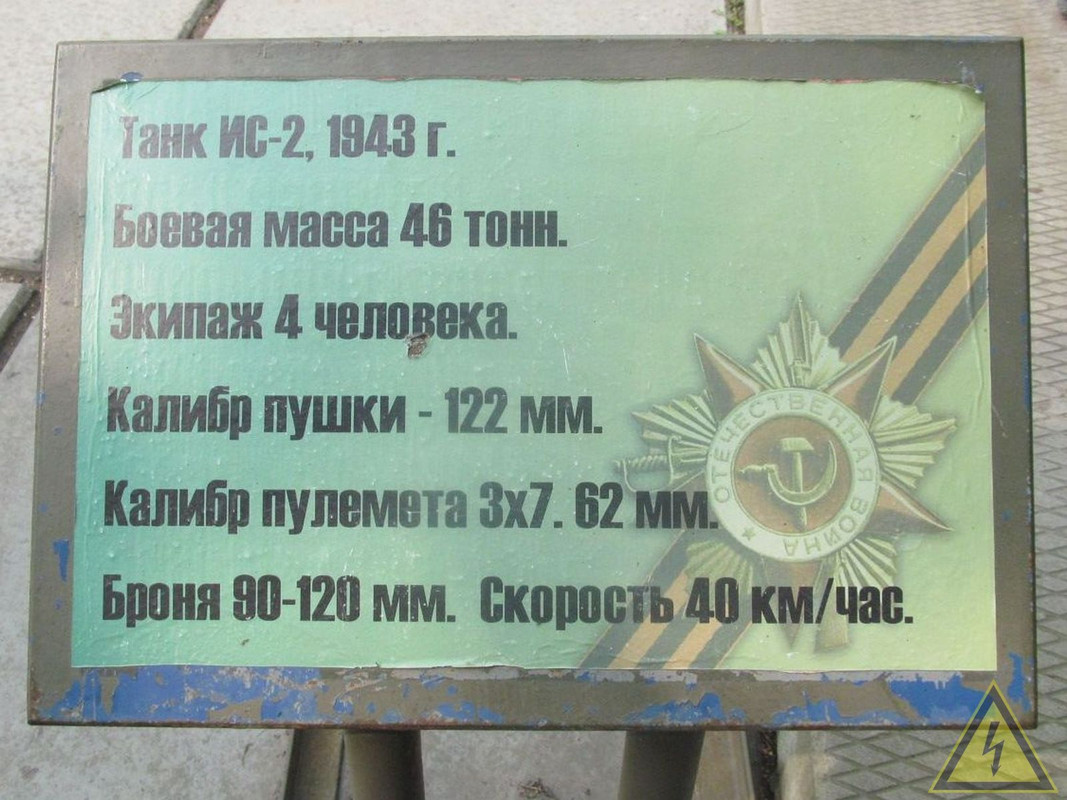 Танк ИС-2, 1943 г.
Боевая масса 46 тонн.
Экипаж 4 человека.
Калибр пушки - 122 мм.
Калибр пулемета 3х7. 62 мм.
Броня 90-120 мм. Скорость 40 км/час.
ОТЕЧЕСТВЕННАЯ ВОЙНА